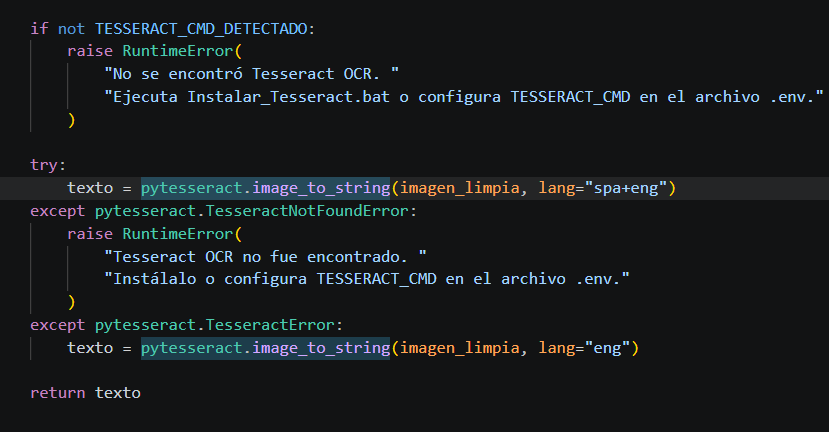 if not TESSERACT_CMD_DETECTADO:
    raise RuntimeError(
        "No se encontró Tesseract OCR. "
        "Ejecuta Instalar_Tesseract.bat o configura TESSERACT_CMD en el archivo .env."
    )

try:
    texto = pytesseract.image_to_string(imagen_limpia, lang="spa+eng")
except pytesseract.TesseractNotFoundError:
    raise RuntimeError(
        "Tesseract OCR no fue encontrado. "
        "Instálalo o configura TESSERACT_CMD en el archivo .env."
    )
except pytesseract.TesseractError:
    texto = pytesseract.image_to_string(imagen_limpia, lang="eng")

return texto